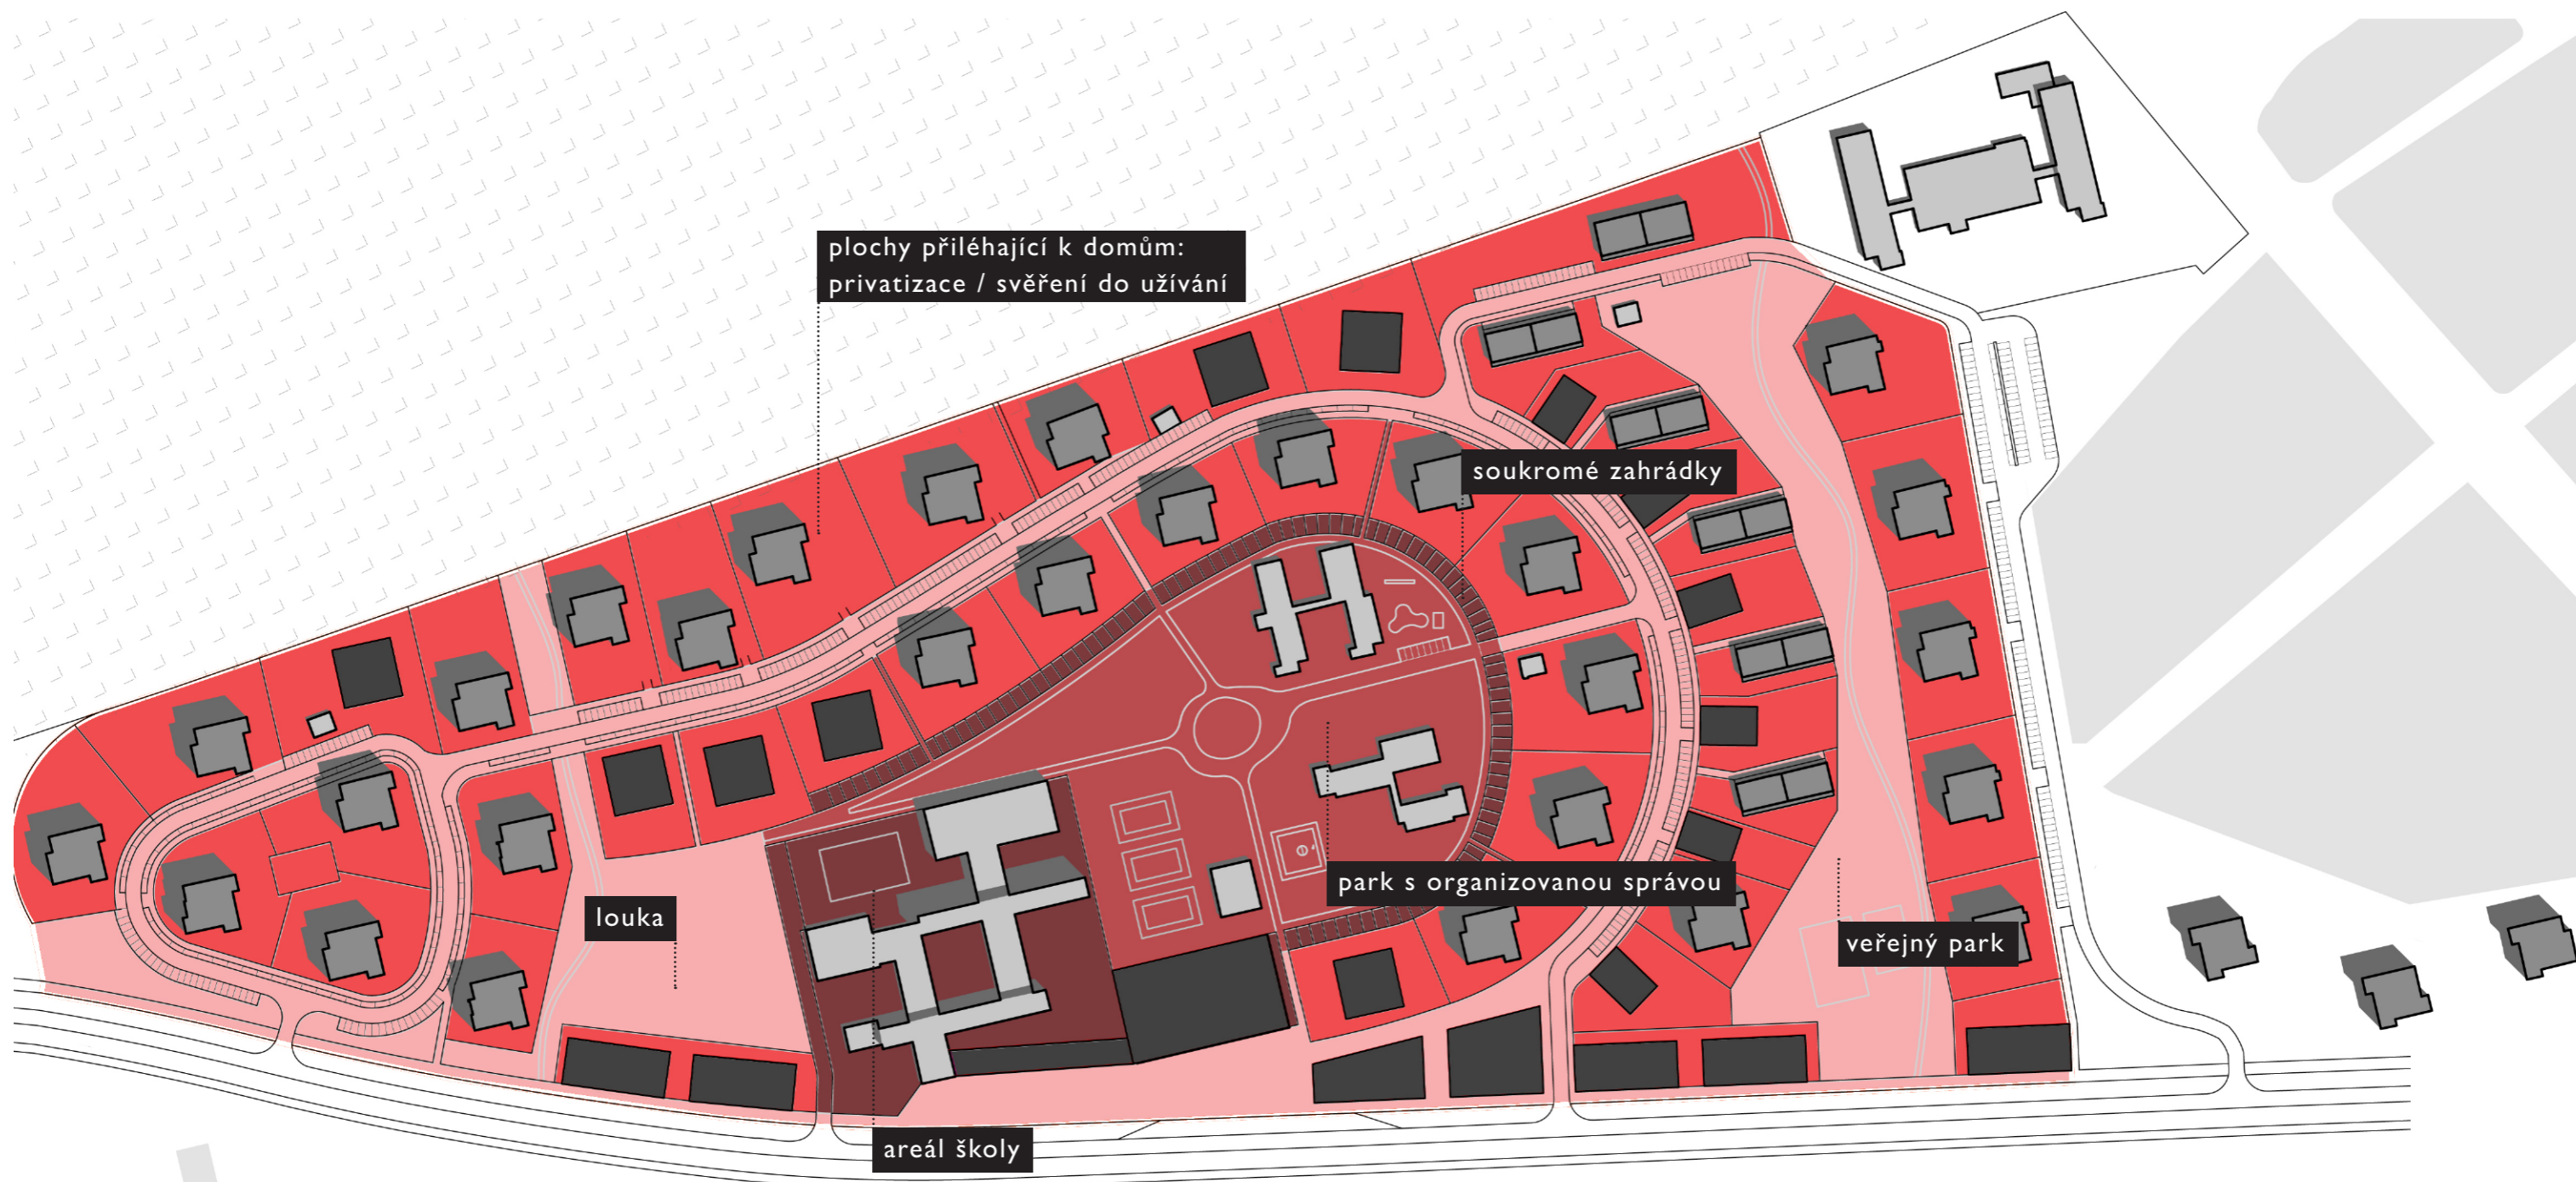 plochy přiléhající k domům:
privatizace / svěření do užívání
soukromé zahrádky
park s organizovanou správou
louka
veřejný park
areál školy